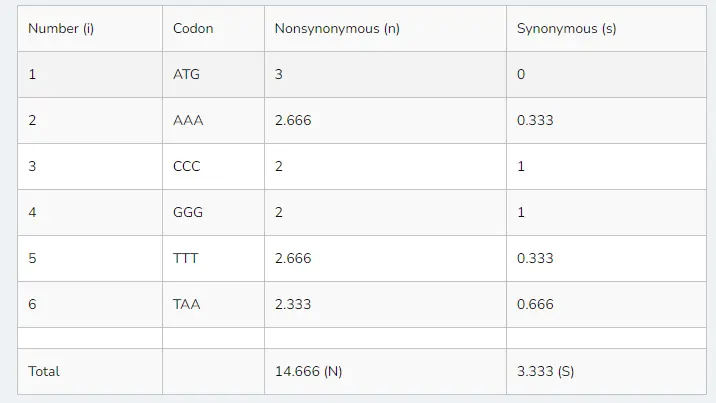 Number (i) Codon Nonsynonymous (n) Synonymous (s)
1 ATG 3 0
2 AAA 2.666 0.333
3 CCC 2 1
4 GGG 2 1
5 TTT 2.666 0.333
6 TAA 2.333 0.666
Total 14.666 (N) 3.333 (S)